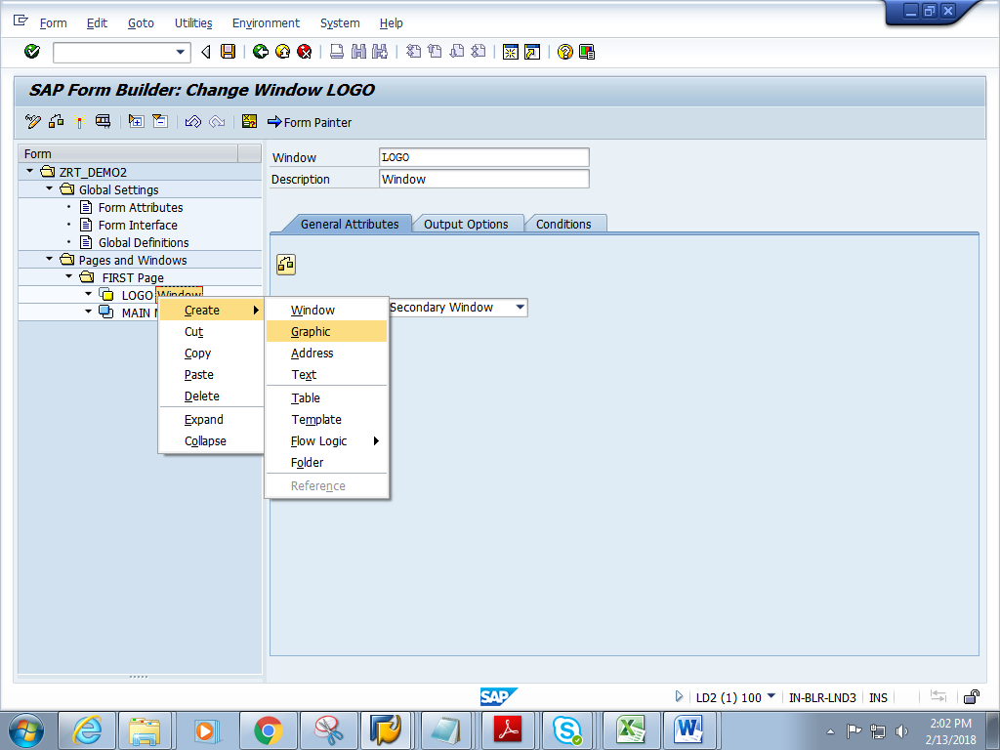 Form Edit Goto Utilities Environment System Help
SAP Form Builder: Change Window LOGO
Form Painter
Form
ZRT_DEMO2
Global Settings
Form Attributes
Form Interface
Global Definitions
Pages and Windows
FIRST Page
LOGO Window
MAIN
Window LOGO
Description Window
General Attributes Output Options Conditions
Secondary Window
Create
Cut
Copy
Paste
Delete
Expand
Collapse
Window
Graphic
Address
Text
Table
Template
Flow Logic
Folder
Reference
SAP
LD2 (1) 100 IN-BLR-LND3 INS
2:02 PM
2/13/2018